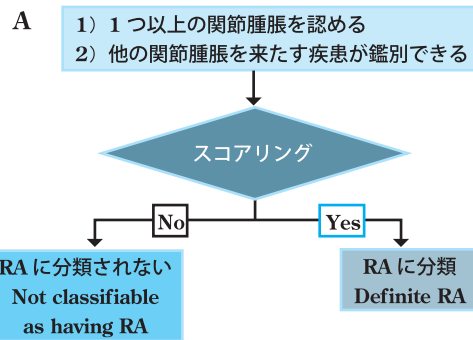 A
1）1つ以上の関節腫脹を認める
2）他の関節腫脹を来たす疾患が鑑別できる
スコアリング
No
Yes
RAに分類されない
Not classifiable
as having RA
RAに分類
Definite RA